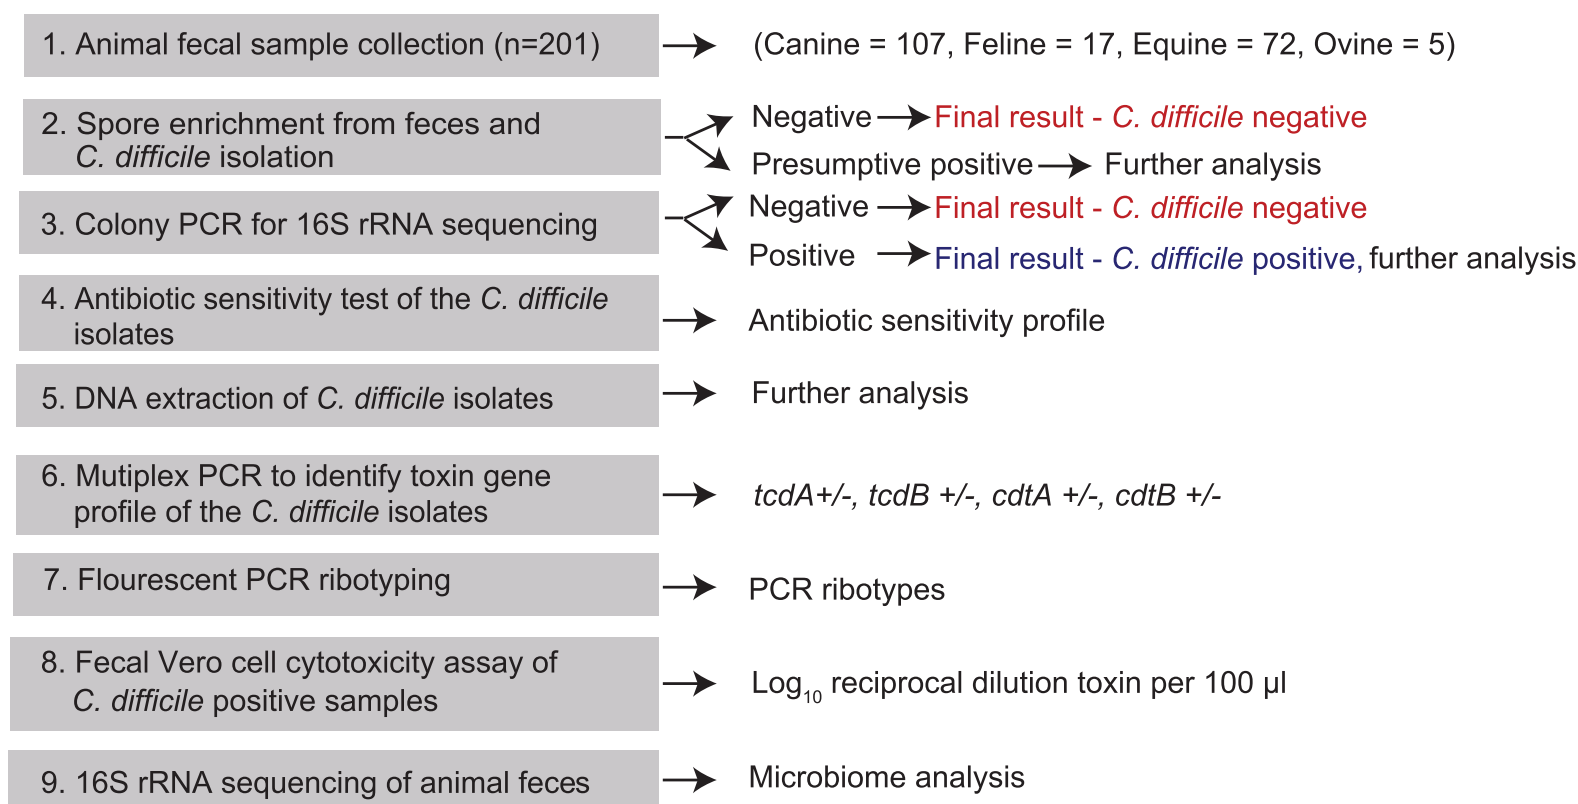 1. Animal fecal sample collection (n=201)
(Canine = 107, Feline = 17, Equine = 72, Ovine = 5)
2. Spore enrichment from feces and
C. difficile isolation
Negative
Final result - C. difficile negative
Presumptive positive
Further analysis
3. Colony PCR for 16S rRNA sequencing
Negative
Final result - C. difficile negative
Positive
Final result - C. difficile positive, further analysis
4. Antibiotic sensitivity test of the C. difficile
isolates
Antibiotic sensitivity profile
5. DNA extraction of C. difficile isolates
Further analysis
6. Mutiplex PCR to identify toxin gene
profile of the C. difficile isolates
tcdA+/-, tcdB +/-, cdtA +/-, cdtB +/-
7. Flourescent PCR ribotyping
PCR ribotypes
8. Fecal Vero cell cytotoxicity assay of
C. difficile positive samples
Log10 reciprocal dilution toxin per 100 µl
9. 16S rRNA sequencing of animal feces
Microbiome analysis